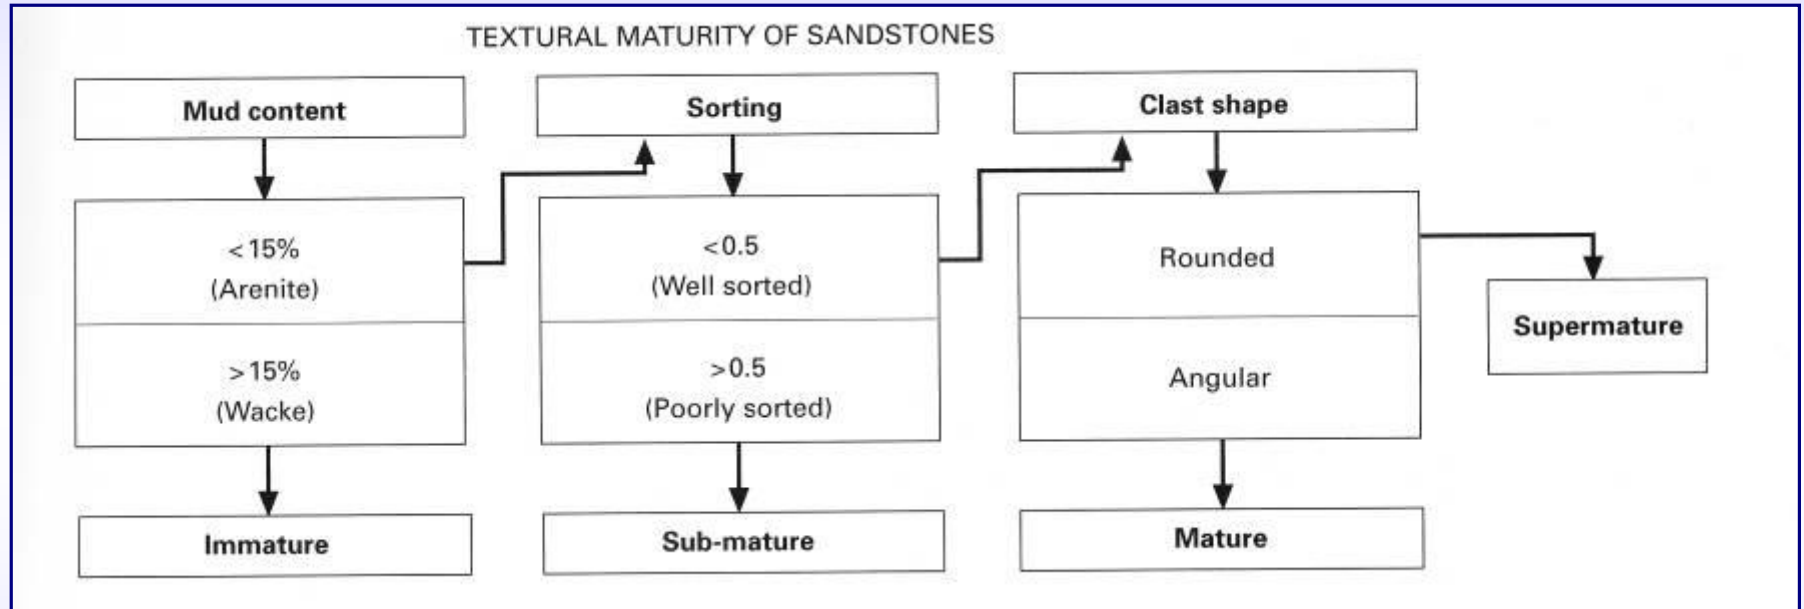 TEXTURAL MATURITY OF SANDSTONES
Mud content
Sorting
Clast shape
<15%
(Arenite)
<0.5
(Well sorted)
Rounded
Supermature
>15%
(Wacke)
>0.5
(Poorly sorted)
Angular
Immature
Sub-mature
Mature